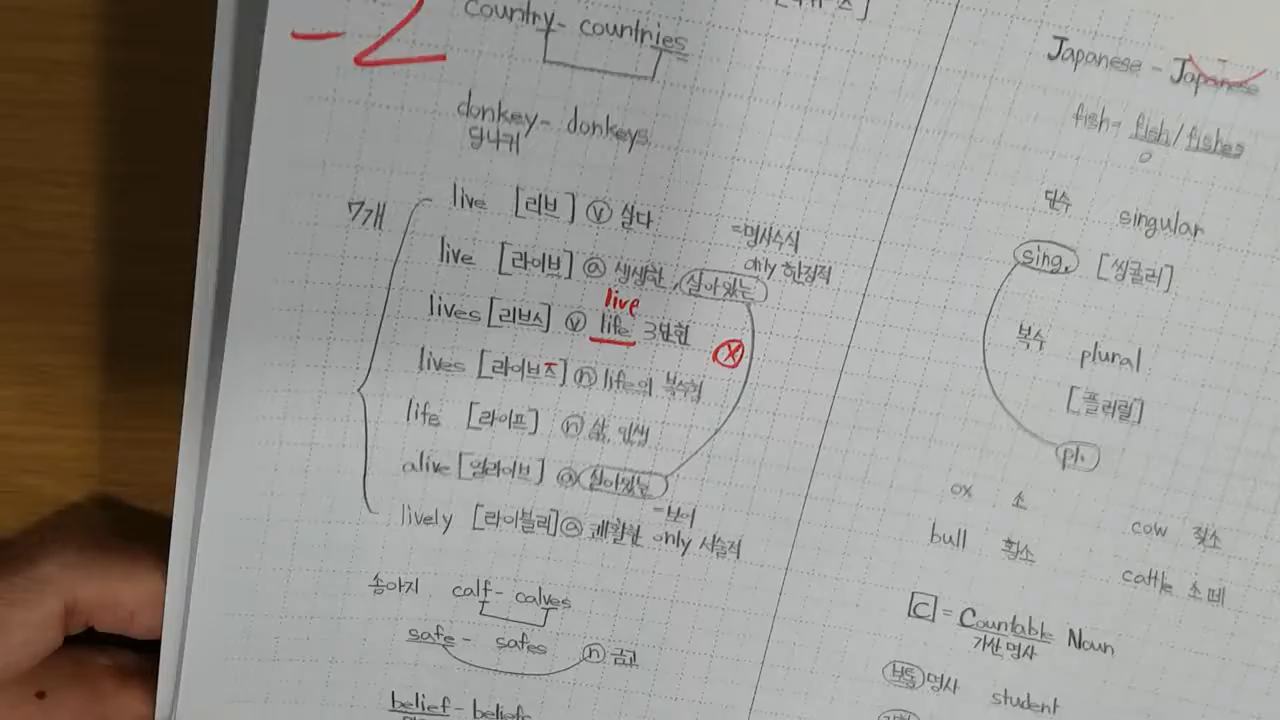 -2
country - countries
donkey - donkeys
당나귀
7개
live [리브] ⓥ 살다
=명사수식
only 한정적
live [라이브] ⓐ 생생한, 살아있는
live
lives [리브스] ⓥ life 3단현
ⓧ
lives [라이브즈] ⓝ life의 복수형
life [라이프] ⓝ 삶, 인생
alive [얼라이브] ⓐ 살아있는
=보어
lively [라이블리] ⓐ 쾌활한 only 서술적
송아지 calf - calves
safe - safes ⓝ 금고
belief - beliefs
Japanese - Japanese
fish - fish / fishes
단수 singular
sing. [씽귤러]
복수 plural
[플러럴]
pl.
ox 소
bull 황소
cow 젖소
cattle 소떼
[C] = Countable Noun
가산명사
보통명사 student